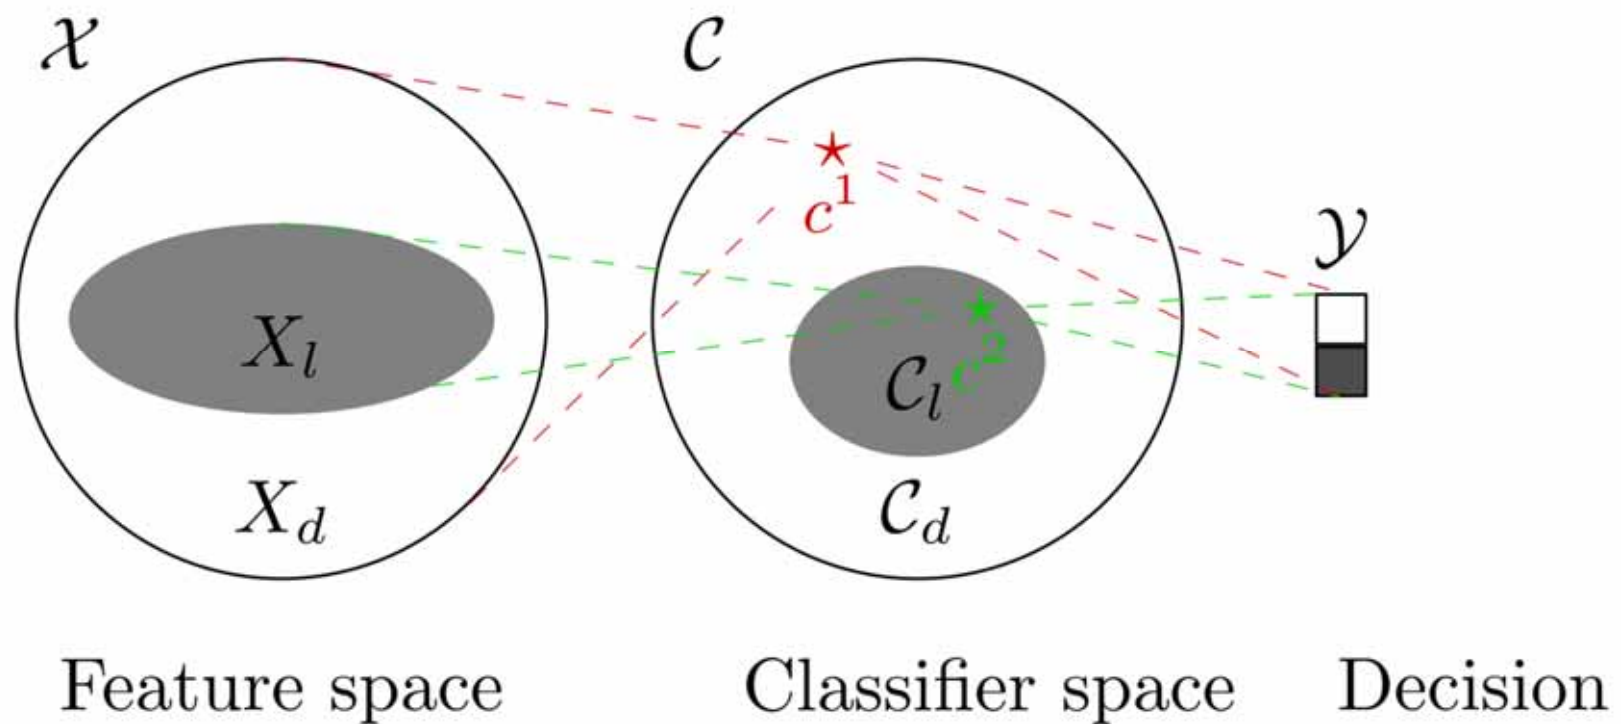 𝒳 𝒞
c¹
𝒴
X_l c²
𝒞_l
X_d 𝒞_d
Feature space Classifier space Decision